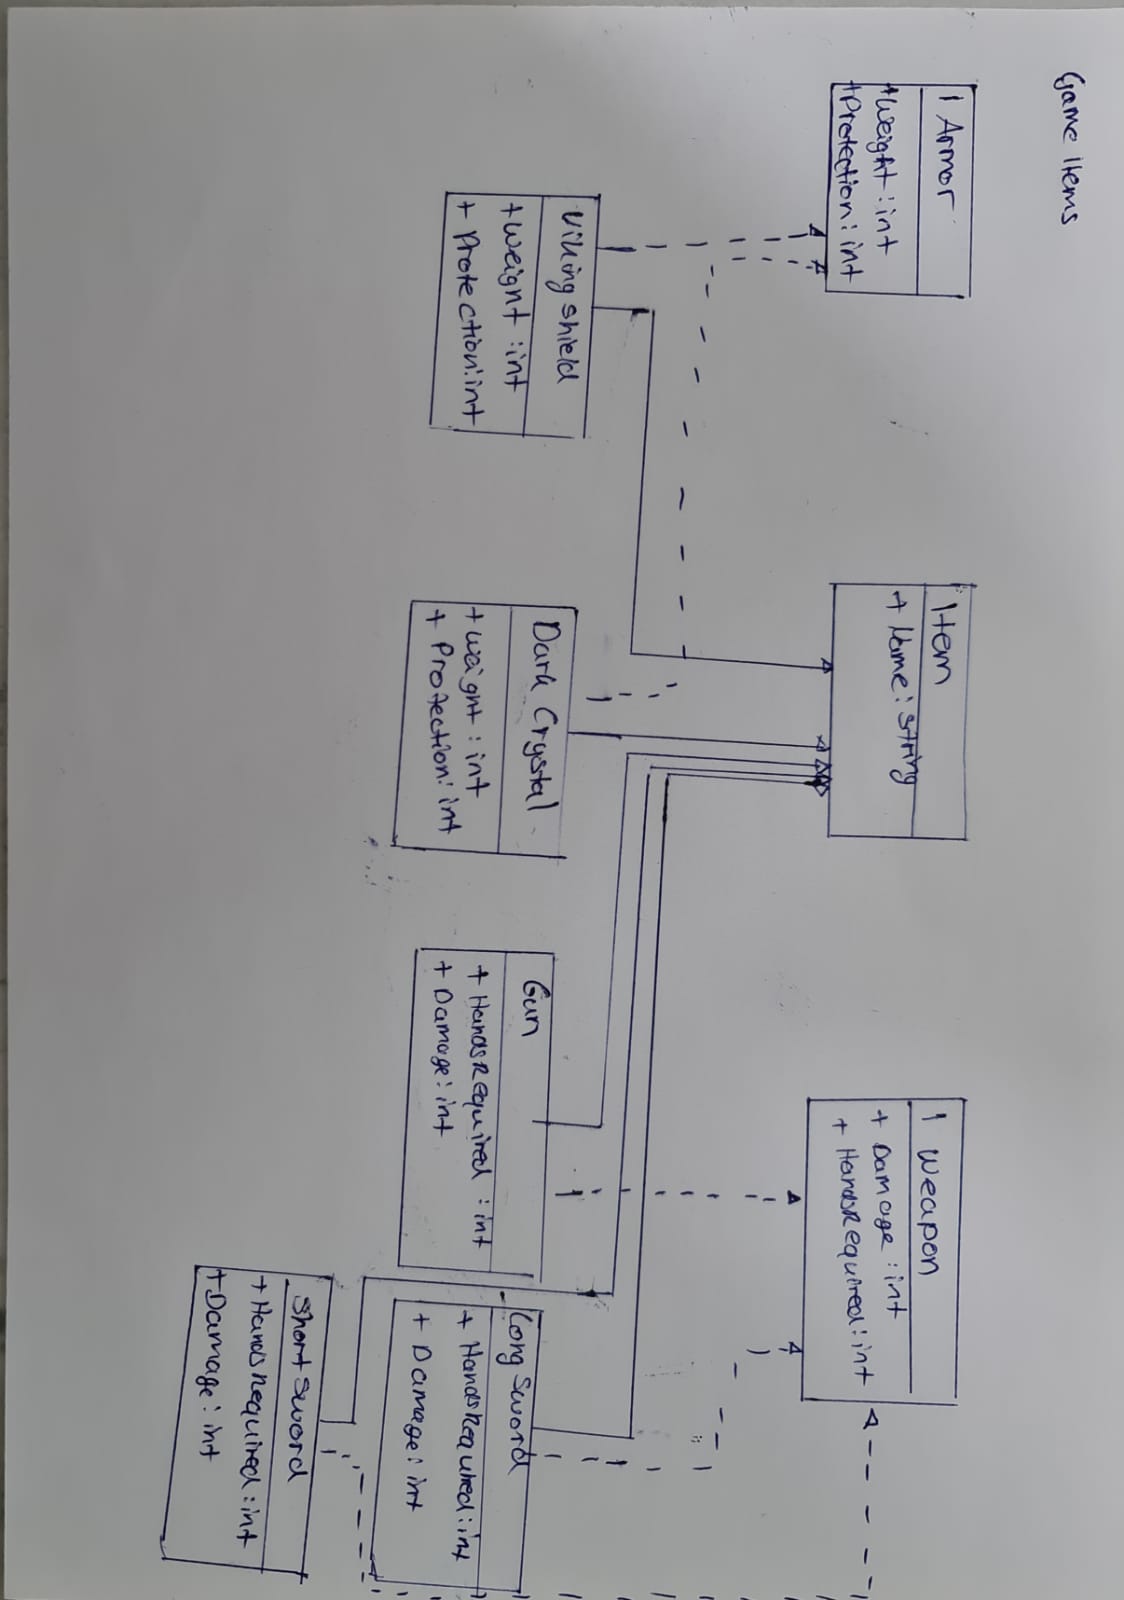 Game items
I Armor
+ Weight : int
+ Protection : int
Item
+ Name : string
I Weapon
+ Damage : int
+ HandsRequired : int
Viking shield
+ Weight : int
+ Protection : int
Dark Crystal
+ Weight : int
+ Protection : int
Gun
+ HandsRequired : int
+ Damage : int
Long Sword
+ HandsRequired : int
+ Damage : int
Short Sword
+ HandsRequired : int
+ Damage : int